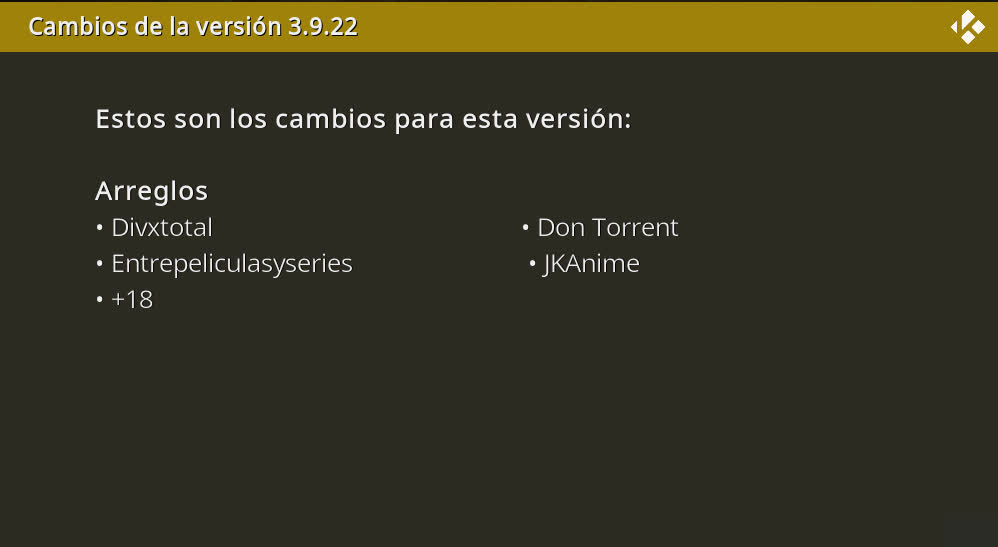 Cambios de la versión 3.9.22
Estos son los cambios para esta versión:
Arreglos
• Divxtotal • Don Torrent
• Entrepeliculasyseries • JKAnime
• +18